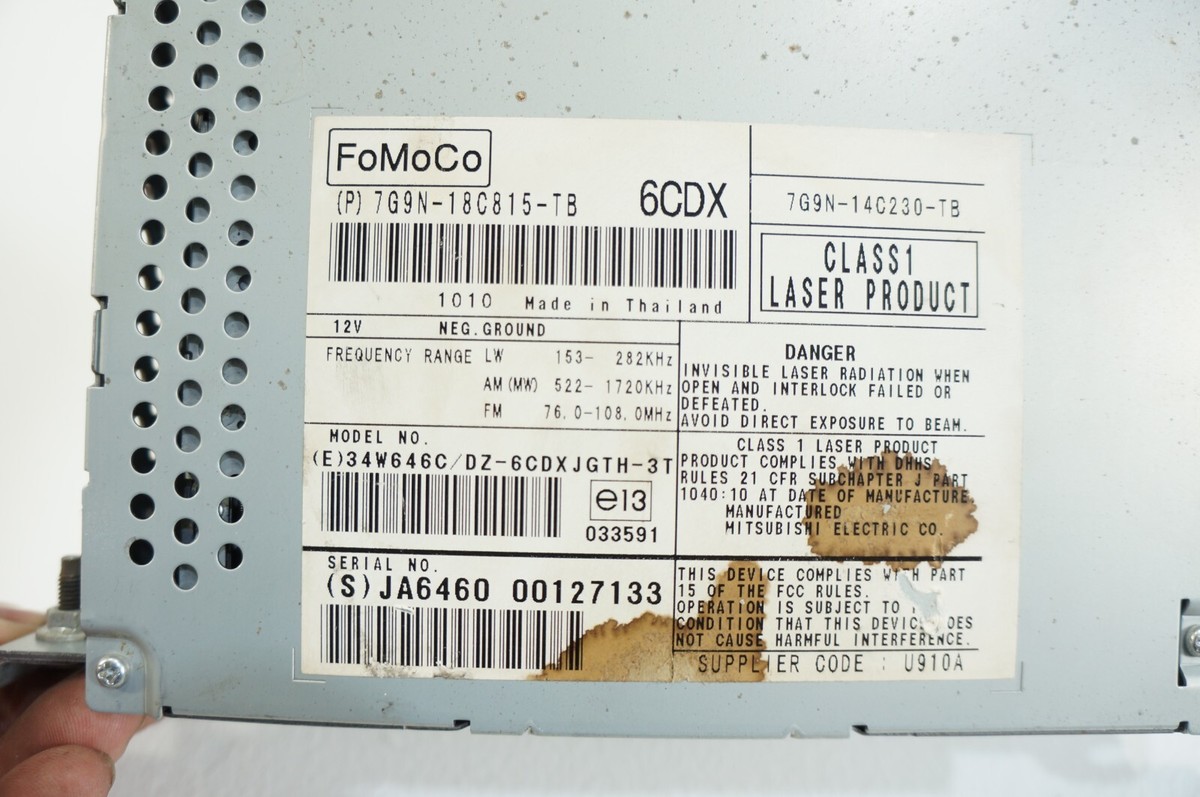 FoMoCo
(P) 7G9N-18C815-TB 6CDX
1010 Made in Thailand
7G9N-14C230-TB
CLASS1
LASER PRODUCT
12V NEG.GROUND
FREQUENCY RANGE LW 153- 282KHz
AM(MW) 522- 1720KHz
FM 76.0-108.0MHz
DANGER
INVISIBLE LASER RADIATION WHEN
OPEN AND INTERLOCK FAILED OR
DEFEATED.
AVOID DIRECT EXPOSURE TO BEAM.
MODEL NO.
(E)34W646C/DZ-6CDXJGTH-3T
e13
033591
CLASS 1 LASER PRODUCT
PRODUCT COMPLIES WITH DHHS
RULES 21 CFR SUBCHAPTER J PART
1040:10 AT DATE OF MANUFACTURE
MANUFACTURED
MITSUBISHI ELECTRIC CO.
SERIAL NO.
(S)JA6460 00127133
THIS DEVICE COMPLIES WITH PART
15 OF THE FCC RULES.
OPERATION IS SUBJECT TO
CONDITION THAT THIS DEVICE DOES
NOT CAUSE HARMFUL INTERFERENCE.
SUPPLIER CODE : U910A